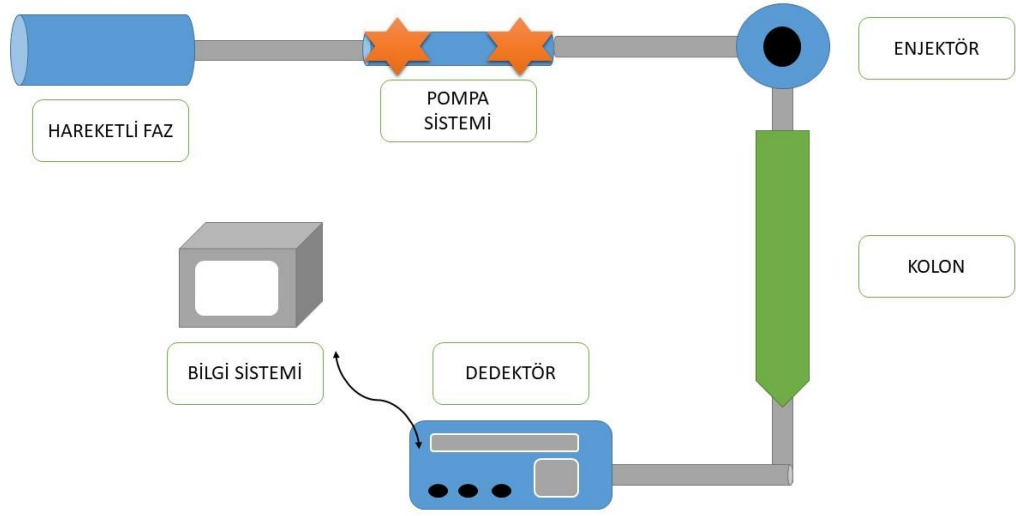 HAREKETLİ FAZ
POMPA
SİSTEMİ
ENJEKTÖR
KOLON
DEDEKTÖR
BİLGİ SİSTEMİ